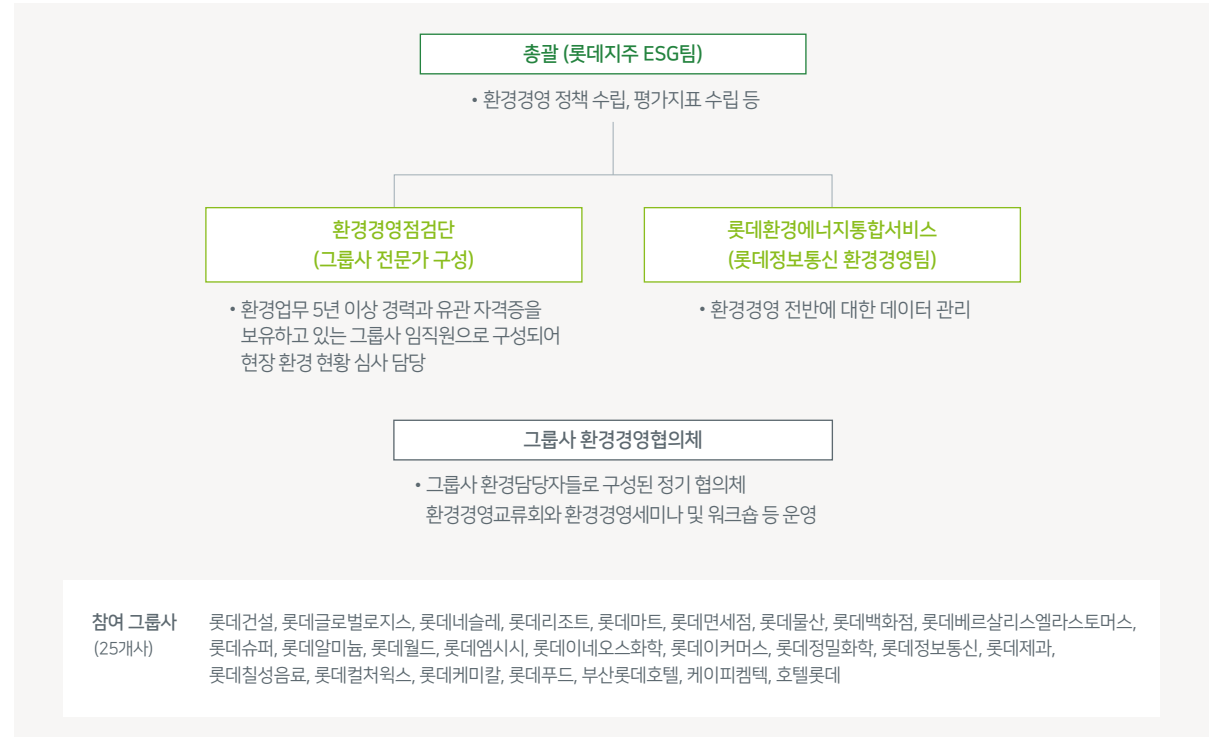 총괄 (롯데지주 ESG팀)
• 환경경영 정책 수립, 평가지표 수립 등
환경경영점검단
(그룹사 전문가 구성)
• 환경업무 5년 이상 경력과 유관 자격증을
보유하고 있는 그룹사 임직원으로 구성되어
현장 환경 현황 심사 담당
롯데환경에너지통합서비스
(롯데정보통신 환경경영팀)
• 환경경영 전반에 대한 데이터 관리
그룹사 환경경영협의체
• 그룹사 환경담당자들로 구성된 정기 협의체
환경경영교류회와 환경경영세미나 및 워크숍 등 운영
참여 그룹사
(25개사)
롯데건설, 롯데글로벌로지스, 롯데네슬레, 롯데리조트, 롯데마트, 롯데면세점, 롯데물산, 롯데백화점, 롯데베르살리스엘라스토머스,
롯데슈퍼, 롯데알미늄, 롯데월드, 롯데엠시시, 롯데이네오스화학, 롯데이커머스, 롯데정밀화학, 롯데정보통신, 롯데제과,
롯데칠성음료, 롯데컬처웍스, 롯데케미칼, 롯데푸드, 부산롯데호텔, 케이피켐텍, 호텔롯데